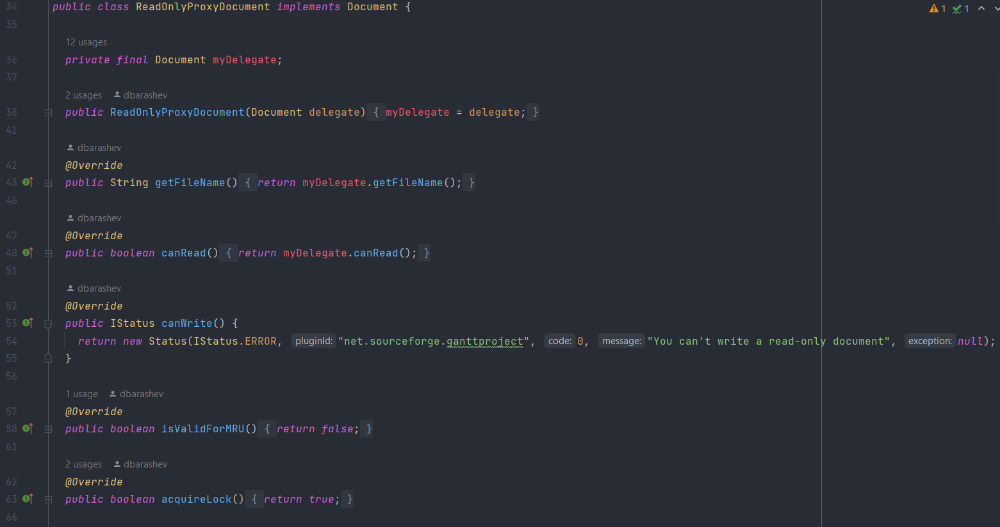 34 public class ReadOnlyProxyDocument implements Document { 1 1
35
12 usages
36 private final Document myDelegate;
37
2 usages dbarashev
38 public ReadOnlyProxyDocument(Document delegate) { myDelegate = delegate; }
41
dbarashev
42 @Override
43 public String getFileName() { return myDelegate.getFileName(); }
46
dbarashev
47 @Override
48 public boolean canRead() { return myDelegate.canRead(); }
51
dbarashev
52 @Override
53 public IStatus canWrite() {
54 return new Status(IStatus.ERROR, pluginId: "net.sourceforge.ganttproject", code: 0, message: "You can't write a read-only document", exception: null);
55 }
56
1 usage dbarashev
57 @Override
58 public boolean isValidForMRU() { return false; }
61
2 usages dbarashev
62 @Override
63 public boolean acquireLock() { return true; }
66